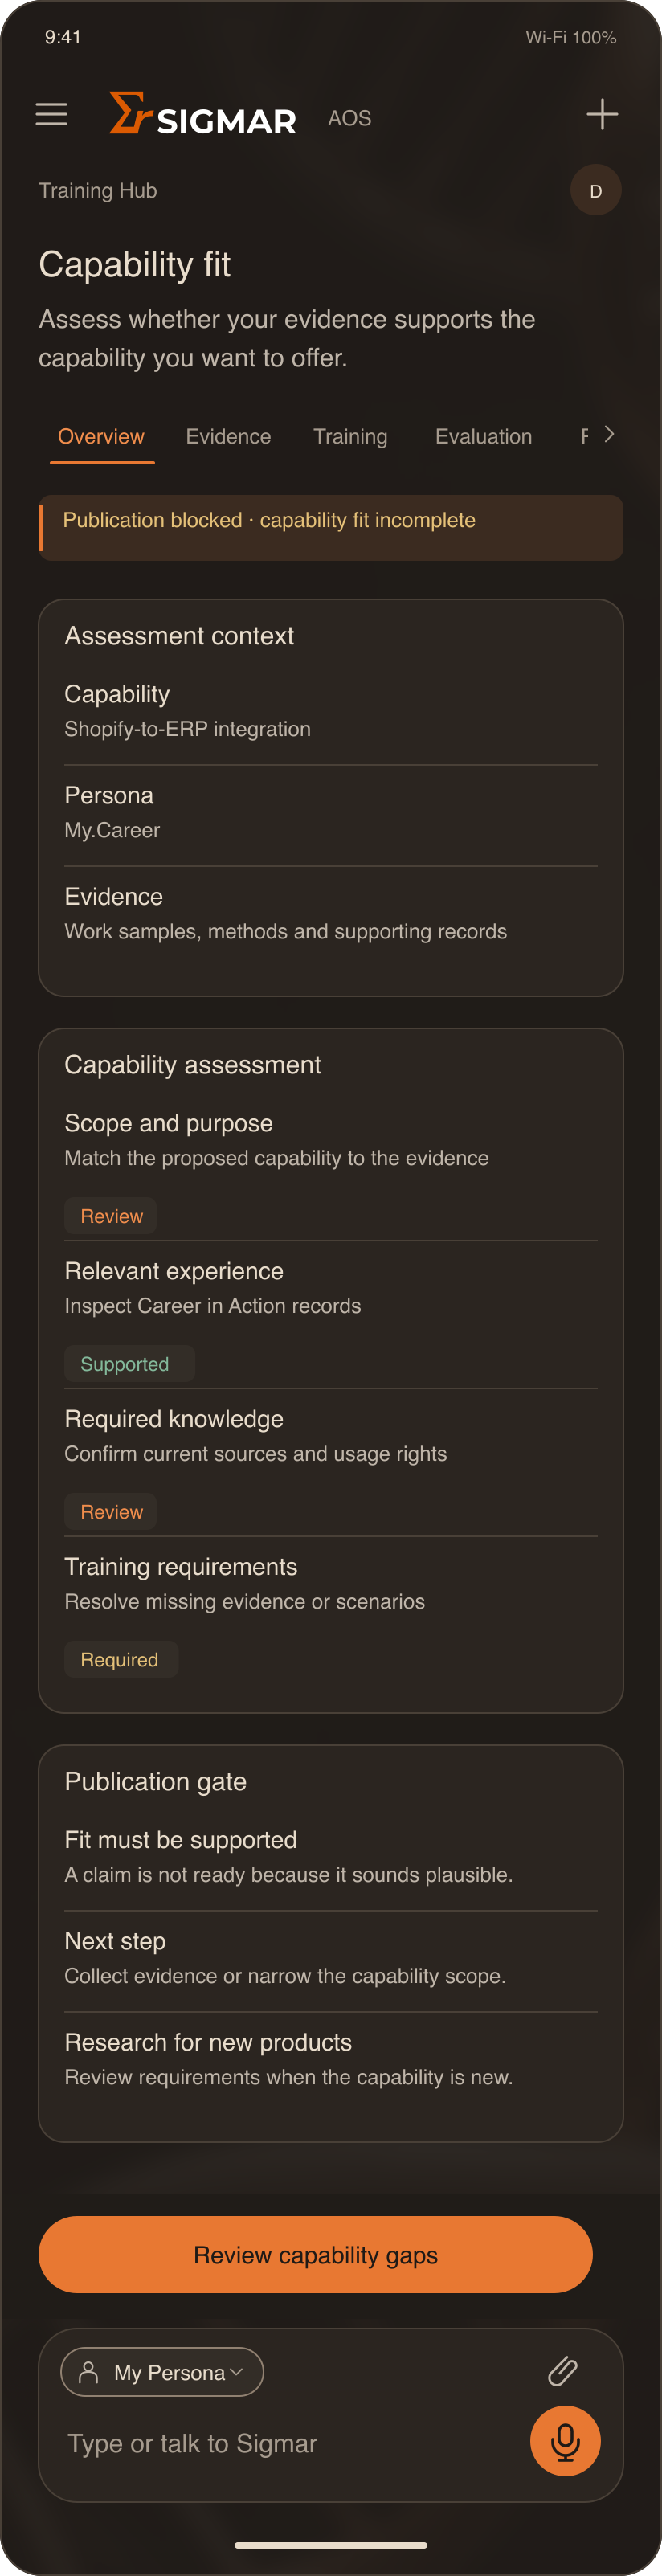 9:41
Wi-Fi 100%
Σr SIGMAR
AOS
Training Hub
D
Capability fit
Assess whether your evidence supports the
capability you want to offer.
Overview Evidence Training Evaluation
Publication blocked · capability fit incomplete
Assessment context
Capability
Shopify-to-ERP integration
Persona
My.Career
Evidence
Work samples, methods and supporting records
Capability assessment
Scope and purpose
Match the proposed capability to the evidence
Review
Relevant experience
Inspect Career in Action records
Supported
Required knowledge
Confirm current sources and usage rights
Review
Training requirements
Resolve missing evidence or scenarios
Required
Publication gate
Fit must be supported
A claim is not ready because it sounds plausible.
Next step
Collect evidence or narrow the capability scope.
Research for new products
Review requirements when the capability is new.
Review capability gaps
My Persona
Type or talk to Sigmar